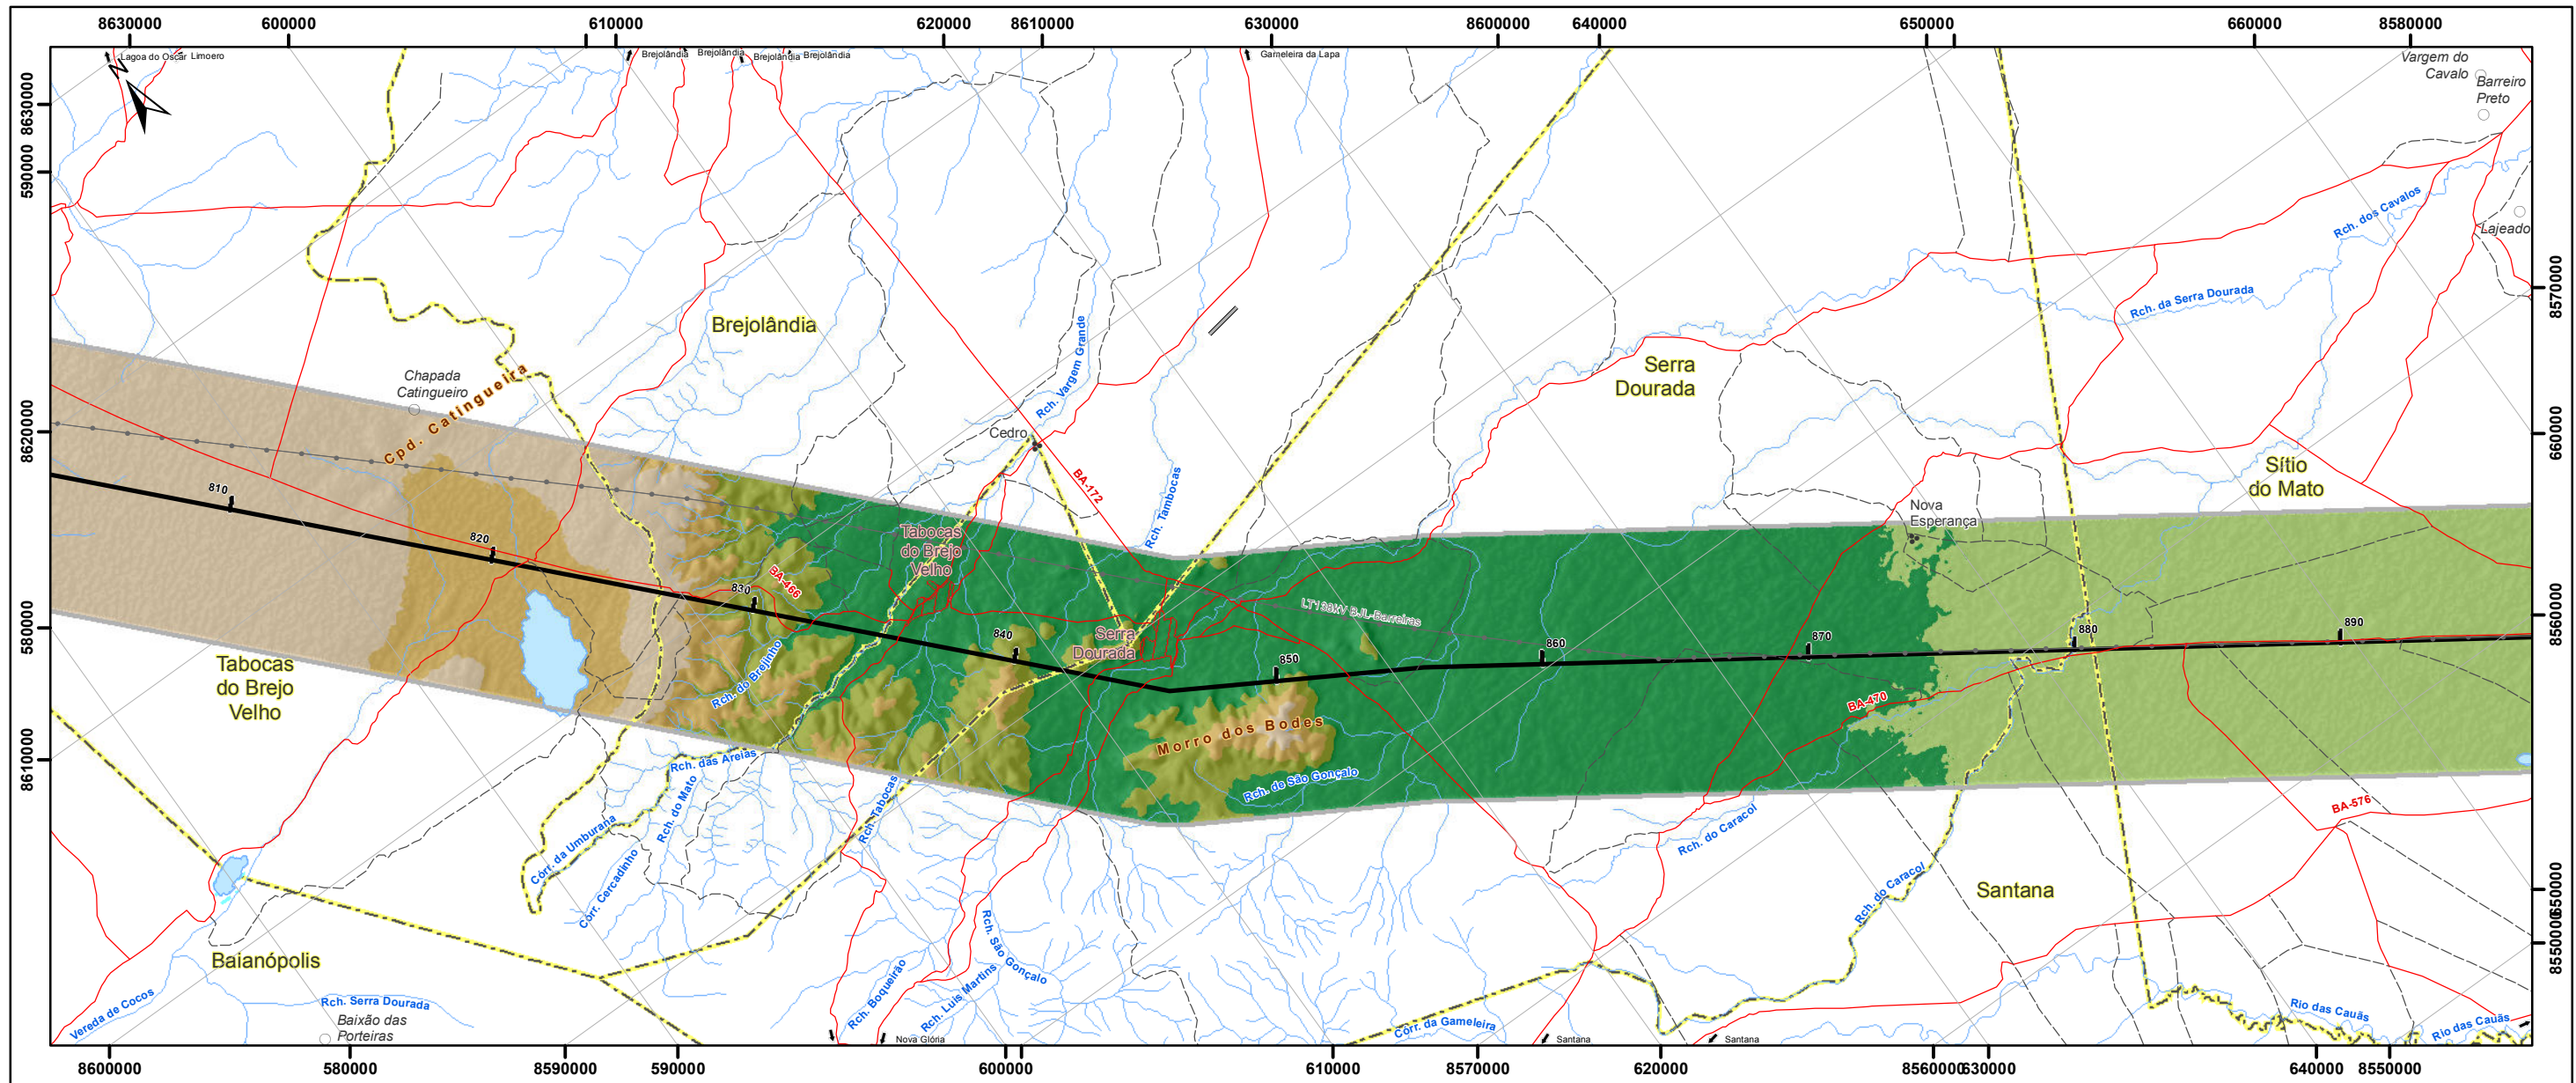 8630000 600000 610000 620000 8610000 630000 8600000 640000 650000 660000 8580000
Lagoa do Oscar Limoero
Brejolândia
Brejolândia
Brejolândia
Brejolândia
Gameleira da Lapa
N
Vargem do
Cavalo
Barreiro
Preto
Lajeado
8630000
590000
8620000
580000
8610000
8570000
660000
8560000
650000
8550000
Rch. dos Cavalos
Rch. da Serra Dourada
Brejolândia
Rch. Vargem Grande
Serra
Dourada
Chapada
Catingueiro
Cpd. Catingueira
Cedro
BA-172
Rch. Tambocas
Sítio
do Mato
Nova
Esperança
810
820
830
840
850
860
870
880
890
Tabocas
do Brejo
Velho
BA-466
LT138kV BJL-Barreiras
Serra
Dourada
Rch. do Brejinho
Tabocas
do Brejo
Velho
BA-470
Morro dos Bodes
Rch. de São Gonçalo
Rch. das Areias
Rch. do Mato
Rch. Tabocas
Córr. da Umburana
Córr. Cercadinho
BA-576
Rch. do Caracol
Rch. do Caracol
Santana
Baianópolis
Rch. São Gonçalo
Rch. Boqueirão
Rch. Luis Martins
Vereda de Cocos
Rch. Serra Dourada
Baixão das
Porteiras
Nova Glória
Córr. da Gameleira
Santana
Santana
Rio das Cauãs
Rio das Cauãs
8600000 580000 8590000 590000 600000 610000 8570000 620000 8560000 630000 640000 8550000